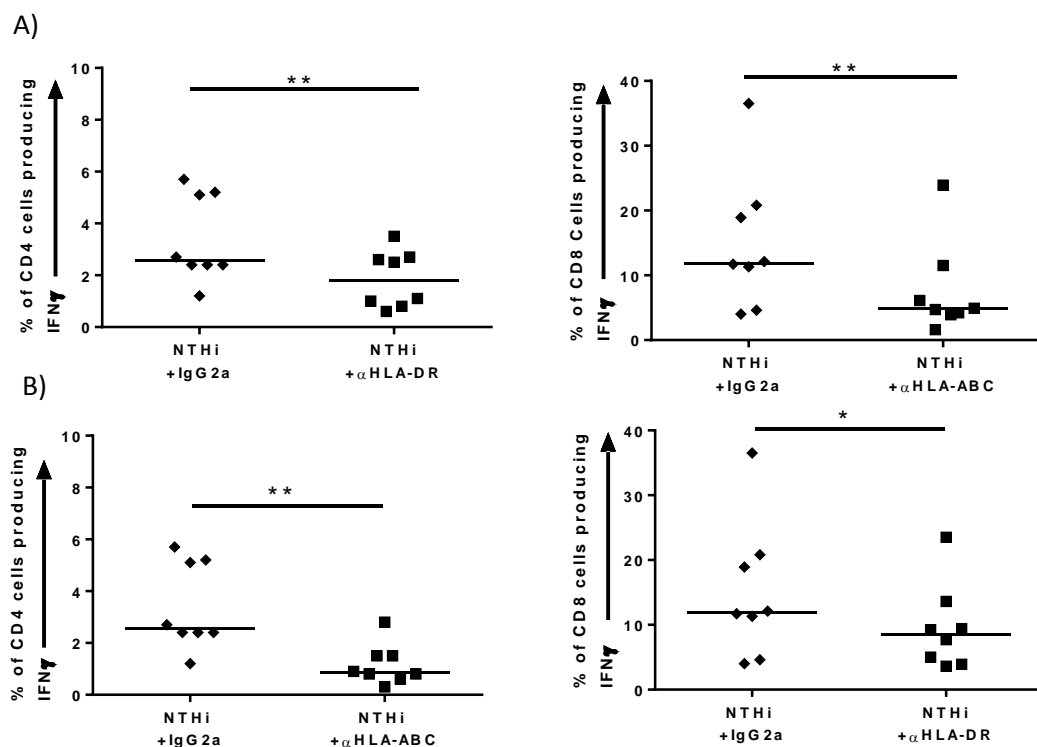 A)
% of CD4 cells producing
IFNγ
10
8
6
4
2
0
**
NTHi
+IgG2a
NTHi
+αHLA-DR
% of CD8 Cells producing
IFNγ
40
30
20
10
0
**
NTHi
+IgG2a
NTHi
+αHLA-ABC
B)
% of CD4 cells producing
IFNγ
10
8
6
4
2
0
**
NTHi
+IgG2a
NTHi
+αHLA-ABC
% of CD8 cells producing
IFNγ
40
30
20
10
0
*
NTHi
+IgG2a
NTHi
+αHLA-DR